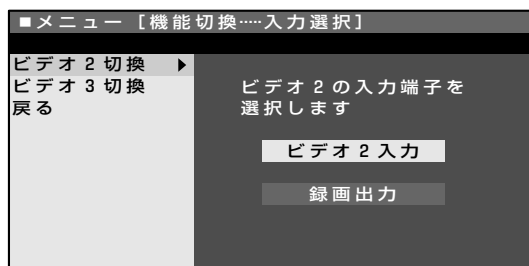 ■メニュー [機能切換……入力選択]
ビデオ2切換 ▶
ビデオ3切換
戻る
ビデオ2の入力端子を
選択します
ビデオ2入力
録画出力